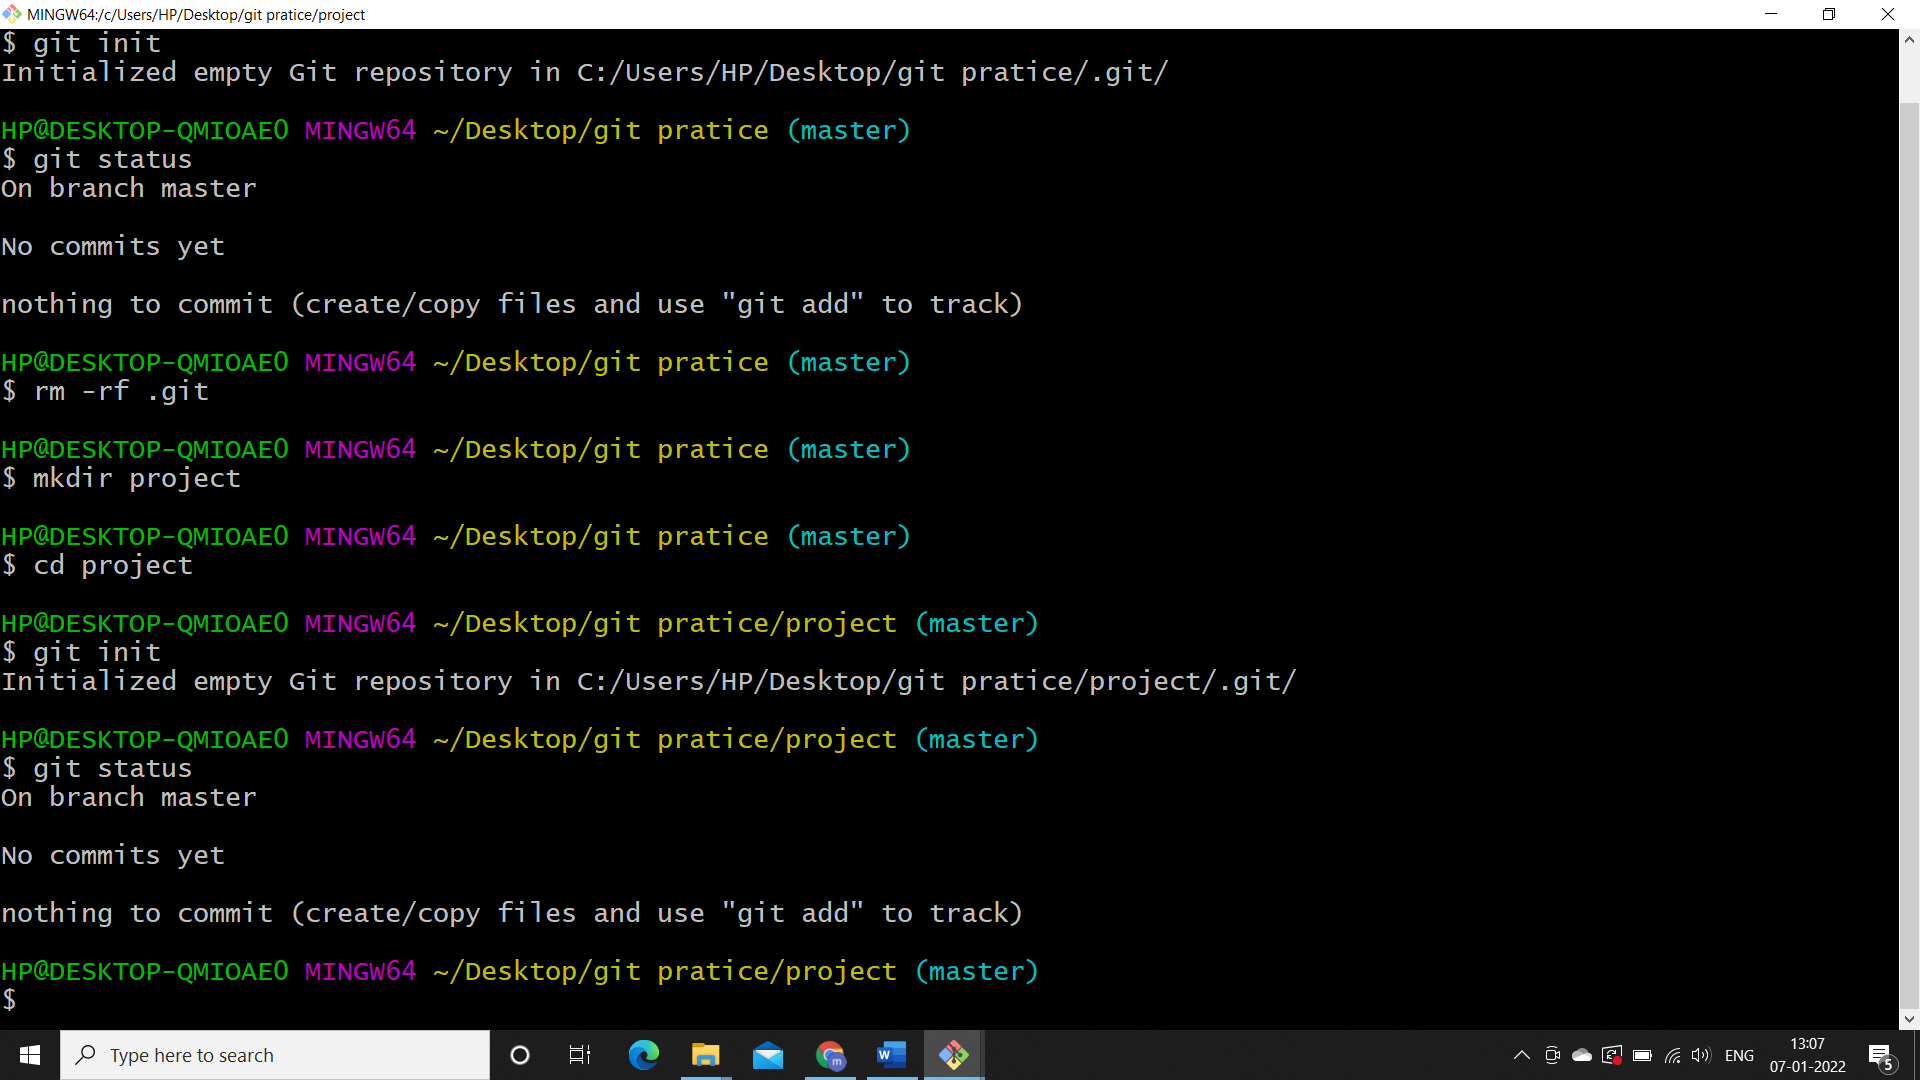 MINGW64:/c/Users/HP/Desktop/git pratice/project
$ git init
Initialized empty Git repository in C:/Users/HP/Desktop/git pratice/.git/
HP@DESKTOP-QMIOAEO MINGW64 ~/Desktop/git pratice (master)
$ git status
On branch master
No commits yet
nothing to commit (create/copy files and use "git add" to track)
HP@DESKTOP-QMIOAEO MINGW64 ~/Desktop/git pratice (master)
$ rm -rf .git
HP@DESKTOP-QMIOAEO MINGW64 ~/Desktop/git pratice (master)
$ mkdir project
HP@DESKTOP-QMIOAEO MINGW64 ~/Desktop/git pratice (master)
$ cd project
HP@DESKTOP-QMIOAEO MINGW64 ~/Desktop/git pratice/project (master)
$ git init
Initialized empty Git repository in C:/Users/HP/Desktop/git pratice/project/.git/
HP@DESKTOP-QMIOAEO MINGW64 ~/Desktop/git pratice/project (master)
$ git status
On branch master
No commits yet
nothing to commit (create/copy files and use "git add" to track)
HP@DESKTOP-QMIOAEO MINGW64 ~/Desktop/git pratice/project (master)
$
Type here to search
m
W
ENG
13:07
07-01-2022
5